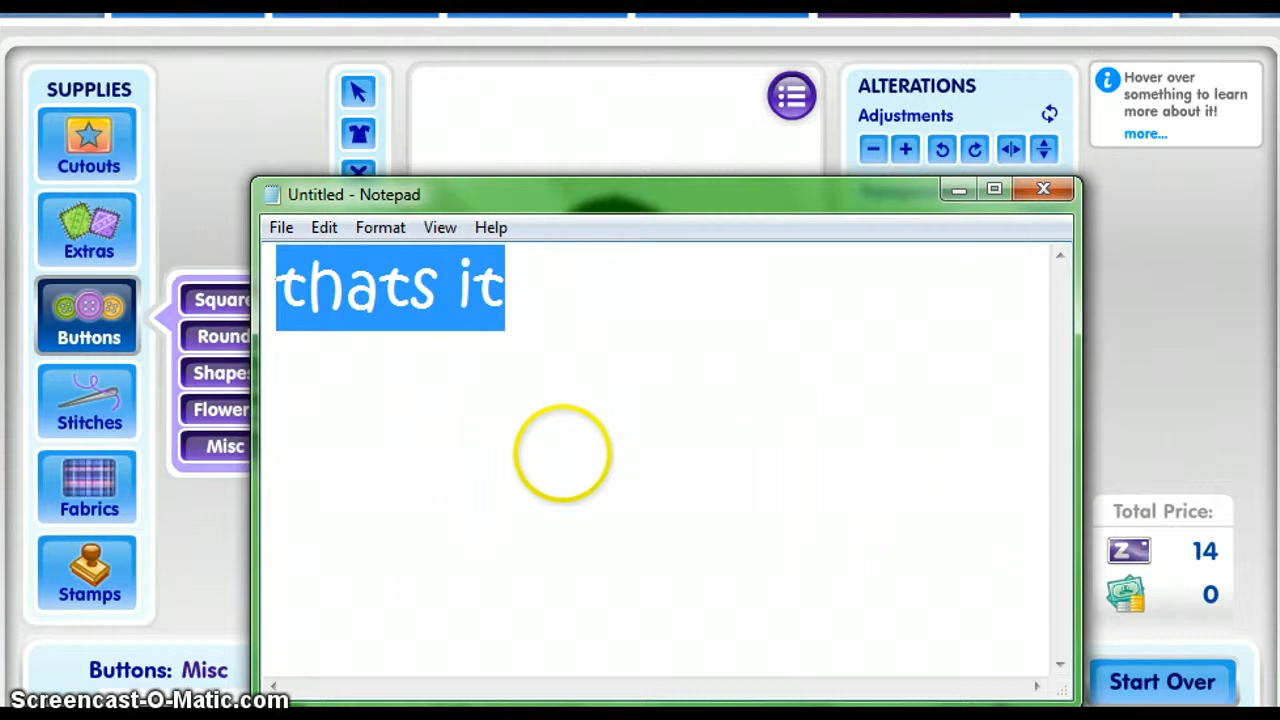 SUPPLIES
Cutouts
Extras
Buttons
Stitches
Fabrics
Stamps
Square
Round
Shapes
Flower
Misc
Buttons: Misc
ALTERATIONS
Adjustments
Hover over
something to learn
more about it!
more...
Untitled - Notepad
File Edit Format View Help
thats it
Total Price:
Z 14
0
Start Over
Screencast-O-Matic.com